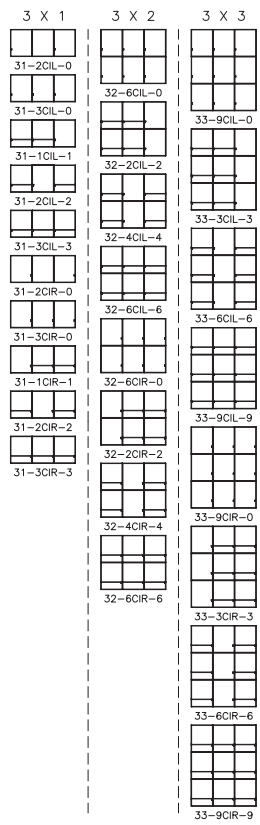 3 X 1
31-2CIL-0
31-3CIL-0
31-1CIL-1
31-2CIL-2
31-3CIL-3
31-2CIR-0
31-3CIR-0
31-1CIR-1
31-2CIR-2
31-3CIR-3
3 X 2
32-6CIL-0
32-2CIL-2
32-4CIL-4
32-6CIL-6
32-6CIR-0
32-2CIR-2
32-4CIR-4
32-6CIR-6
3 X 3
33-9CIL-0
33-3CIL-3
33-6CIL-6
33-9CIL-9
33-9CIR-0
33-3CIR-3
33-6CIR-6
33-9CIR-9